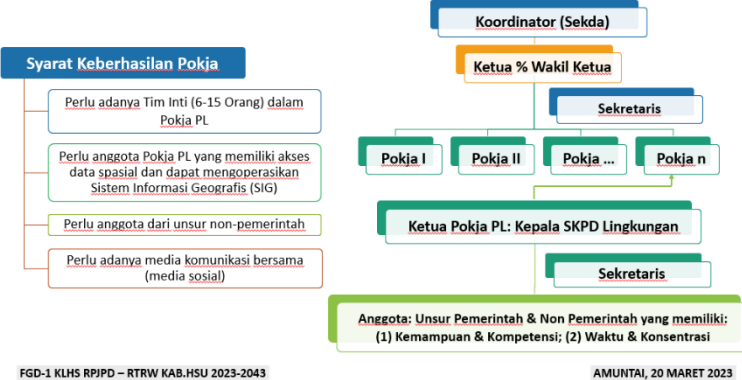 Syarat Keberhasilan Pokja
Perlu adanya Tim Inti (6-15 Orang) dalam
Pokja PL
Perlu anggota Pokja PL yang memiliki akses
data spasial dan dapat mengoperasikan
Sistem Informasi Geografis (SIG)
Perlu anggota dari unsur non-pemerintah
Perlu adanya media komunikasi bersama
(media sosial)
Koordinator (Sekda)
Ketua % Wakil Ketua
Sekretaris
Pokja I
Pokja II
Pokja ...
Pokja n
Ketua Pokja PL: Kepala SKPD Lingkungan
Sekretaris
Anggota: Unsur Pemerintah & Non Pemerintah yang memiliki:
(1) Kemampuan & Kompetensi; (2) Waktu & Konsentrasi
FGD-1 KLHS RPJPD – RTRW KAB.HSU 2023-2043
AMUNTAI, 20 MARET 2023